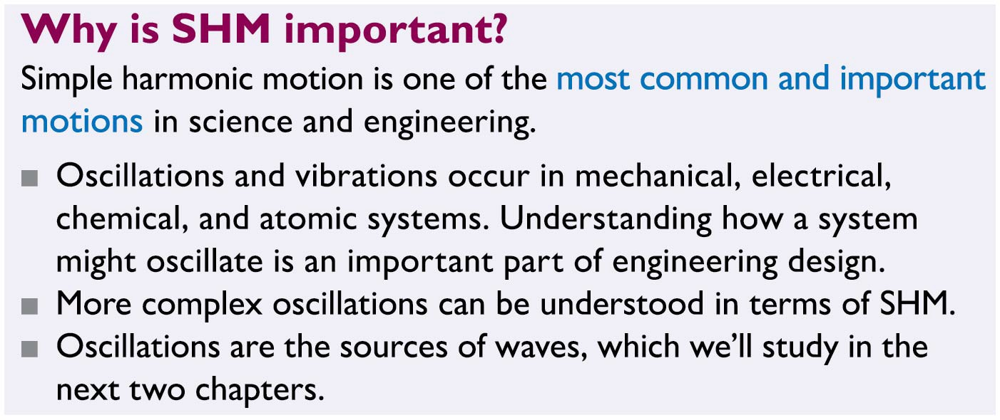 Why is SHM important?
Simple harmonic motion is one of the most common and important
motions in science and engineering.
■ Oscillations and vibrations occur in mechanical, electrical,
chemical, and atomic systems. Understanding how a system
might oscillate is an important part of engineering design.
■ More complex oscillations can be understood in terms of SHM.
■ Oscillations are the sources of waves, which we’ll study in the
next two chapters.